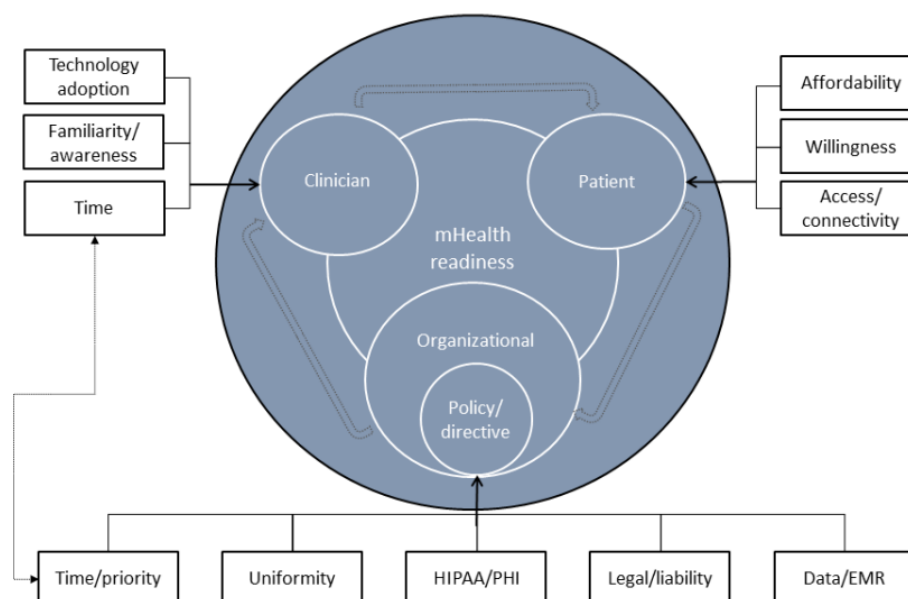 Technology
adoption
Familiarity/
awareness
Time
Affordability
Willingness
Access/
connectivity
Clinician
Patient
mHealth
readiness
Organizational
Policy/
directive
Time/priority
Uniformity
HIPAA/PHI
Legal/liability
Data/EMR